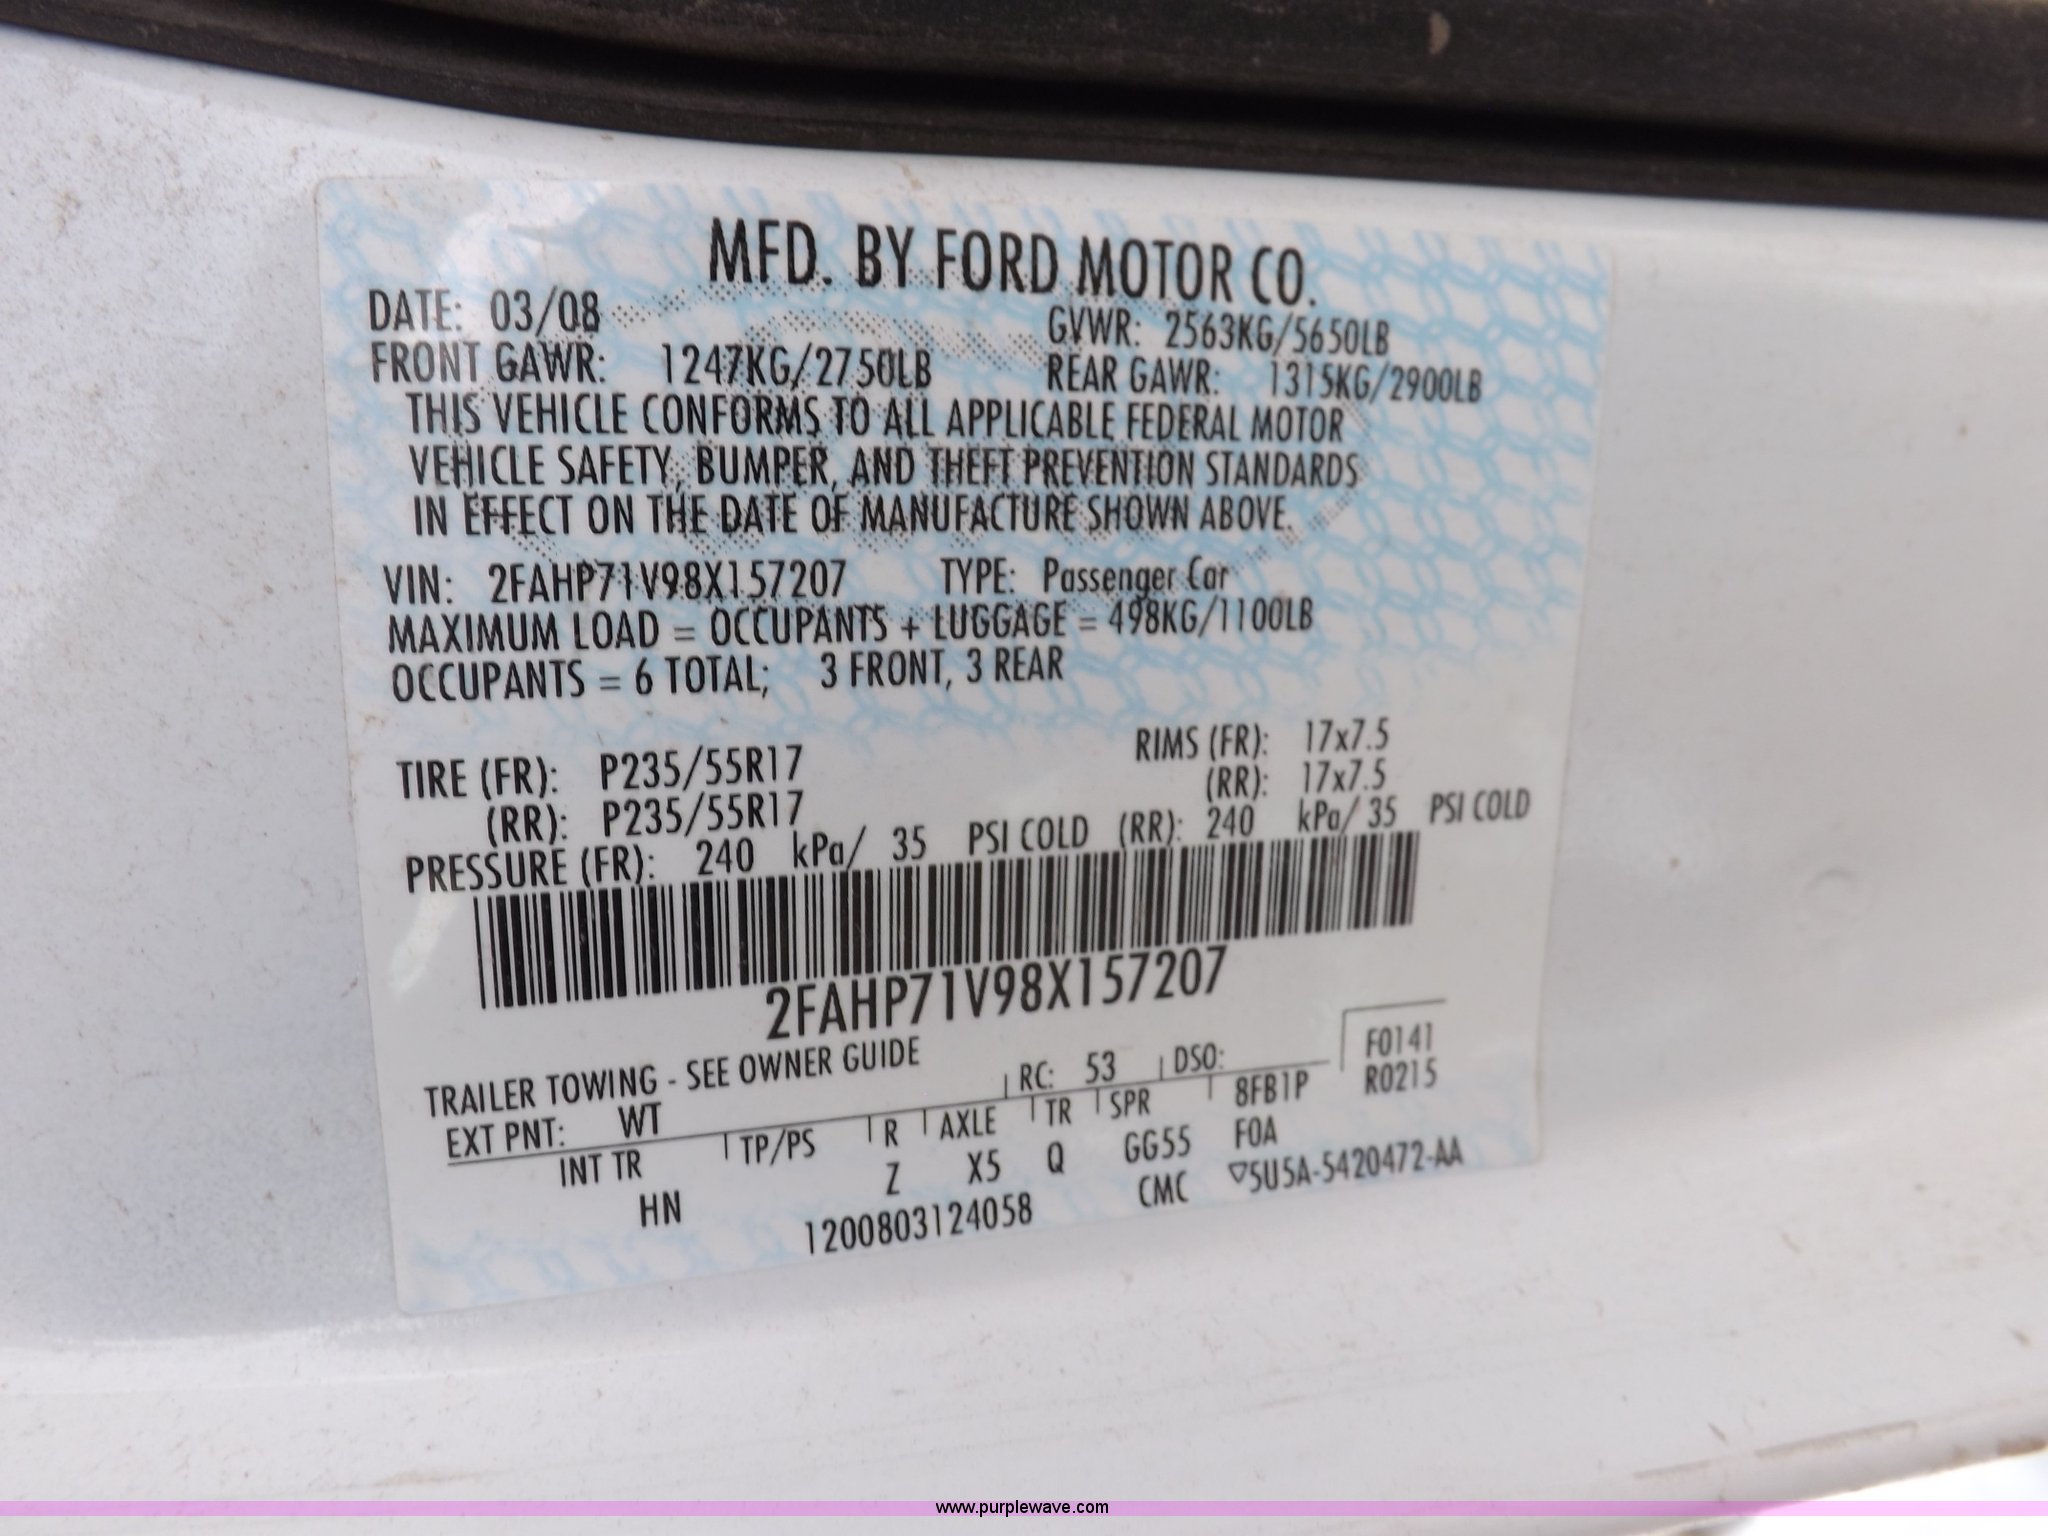 MFD. BY FORD MOTOR CO.
DATE: 03/08 GVWR: 2563KG/5650LB
FRONT GAWR: 1247KG/2750LB REAR GAWR: 1315KG/2900LB
THIS VEHICLE CONFORMS TO ALL APPLICABLE FEDERAL MOTOR
VEHICLE SAFETY, BUMPER, AND THEFT PREVENTION STANDARDS
IN EFFECT ON THE DATE OF MANUFACTURE SHOWN ABOVE.
VIN: 2FAHP71V98X157207 TYPE: Passenger Car
MAXIMUM LOAD = OCCUPANTS + LUGGAGE = 498KG/1100LB
OCCUPANTS = 6 TOTAL; 3 FRONT, 3 REAR
TIRE (FR): P235/55R17 RIMS (FR): 17x7.5
(RR): P235/55R17 (RR): 17x7.5
PRESSURE (FR): 240 kPa/ 35 PSI COLD (RR): 240 kPa/ 35 PSI COLD
2FAHP71V98X157207
TRAILER TOWING - SEE OWNER GUIDE
EXT PNT: WT RC: 53 DSO: F0141
R0215
INT TR TP/PS R AXLE TR SPR 8FB1P
HN Z X5 Q GG55 FOA
1200803124058 CMC ▽5U5A-5420472-AA
www.purplewave.com